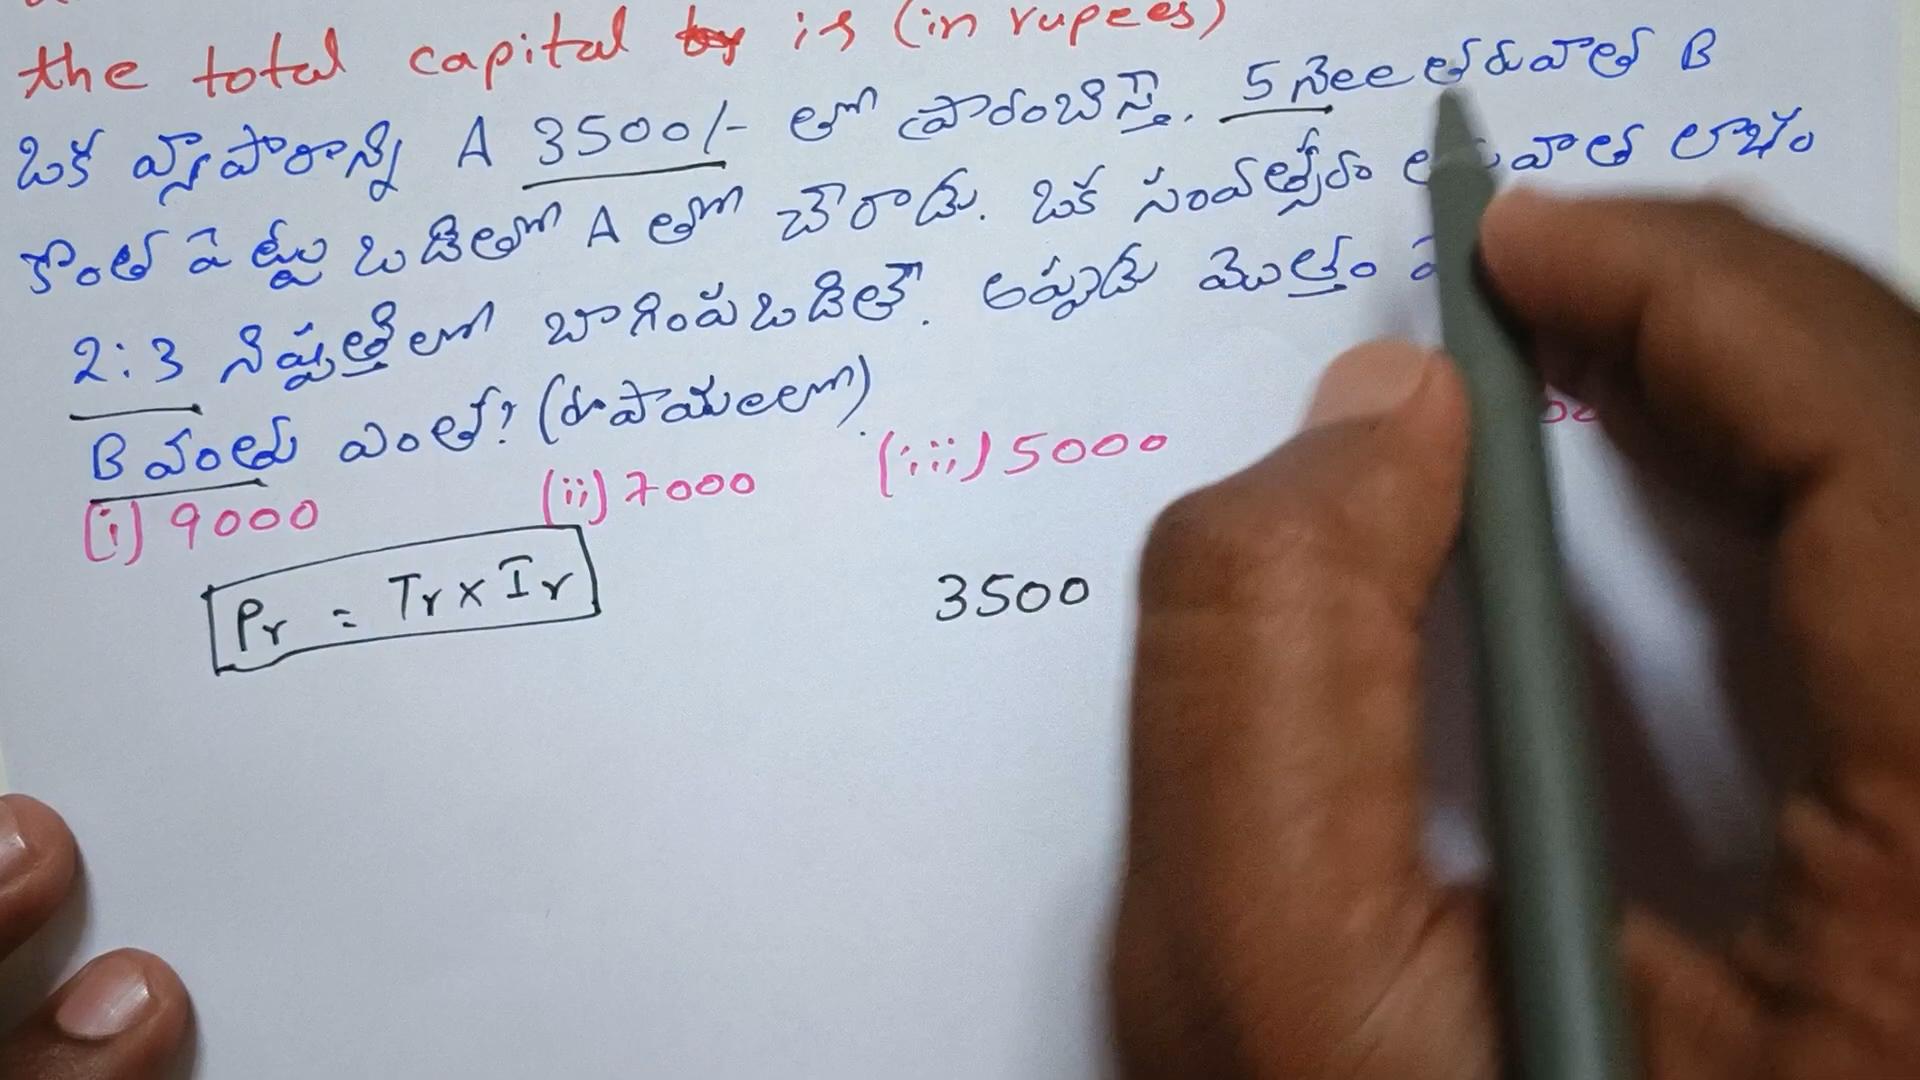 the total capital is (in rupees)
ఒక వ్యాపారాన్ని A 3500/- తో ప్రారంబిస్తే. 5 నెలల తరువాత B
కొంత పెట్టుబడితో A తో చేరాడు. ఒక సంవత్సరం తరువాత లాభం
2:3 నిష్పత్తిలో బాగింపబడితే. అప్పుడు మొత్తం
B వంతు ఎంత? (రూపాయలలో)
(i) 9000 (ii) 7000 (iii) 5000
Pr = Tr x Ir 3500